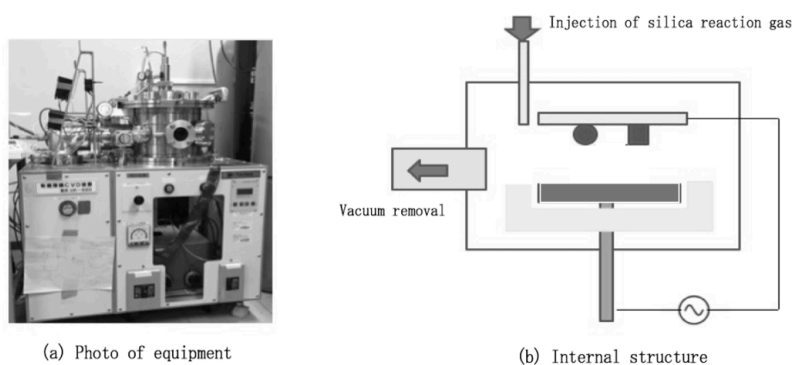 Injection of silica reaction gas
Vacuum removal
(a) Photo of equipment
(b) Internal structure